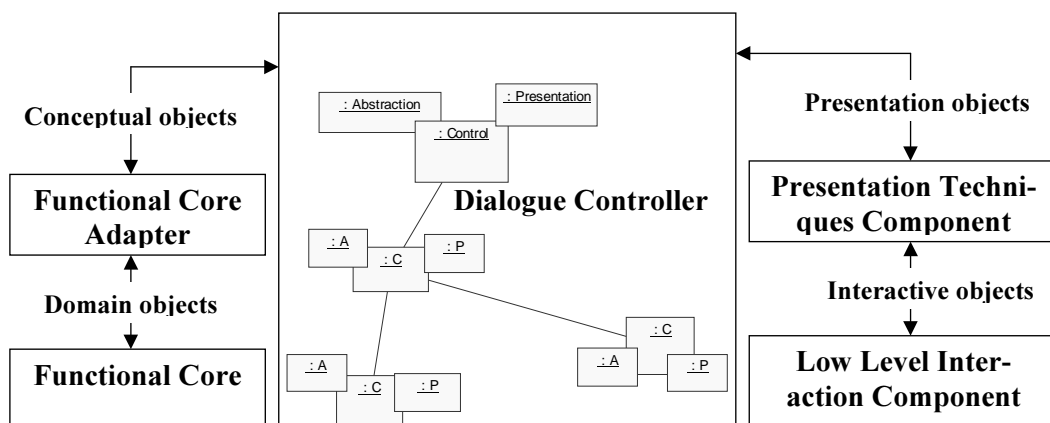 : Presentation
: Abstraction
Conceptual objects
Presentation objects
: Control
Functional Core
Adapter
Dialogue Controller
Presentation Techni-
ques Component
: A
: P
: C
Domain objects
Interactive objects
: C
: A
: P
: A
: P
: C
Functional Core
Low Level Inter-
action Component